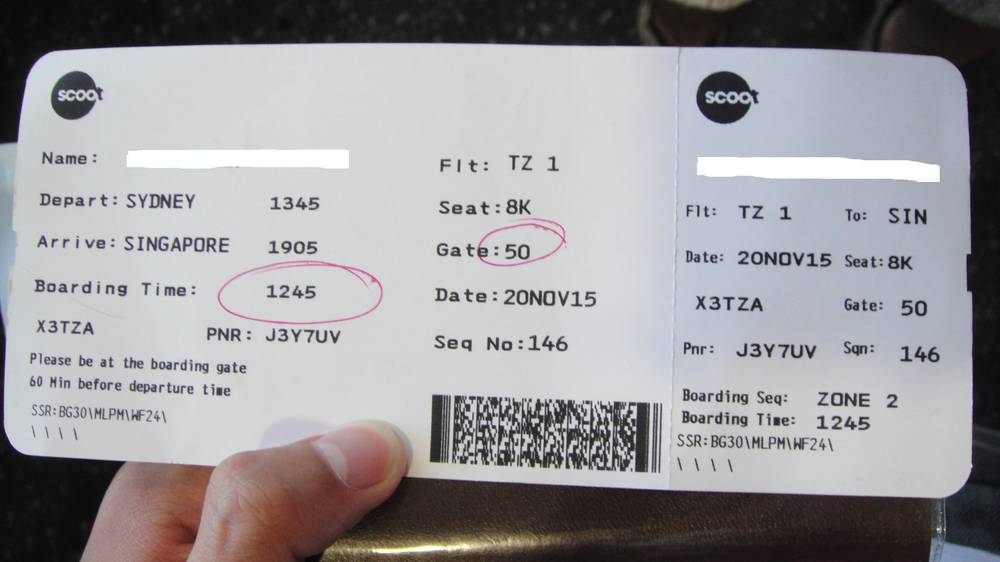 scoot
Name:
Depart: SYDNEY 1345
Arrive: SINGAPORE 1905
Boarding Time: 1245
X3TZA PNR: J3Y7UV
Please be at the boarding gate
60 Min before departure time
SSR:BG30\MLPM\WF24\
\ \ \ \
Flt: TZ 1
Seat:8K
Gate:50
Date:20NOV15
Seq No:146
scoot
Flt: TZ 1 To: SIN
Date: 20NOV15 Seat:8K
X3TZA Gate: 50
Pnr: J3Y7UV Sqn: 146
Boarding Seq: ZONE 2
Boarding Time: 1245
SSR:BG30\MLPM\WF24\
\ \ \ \